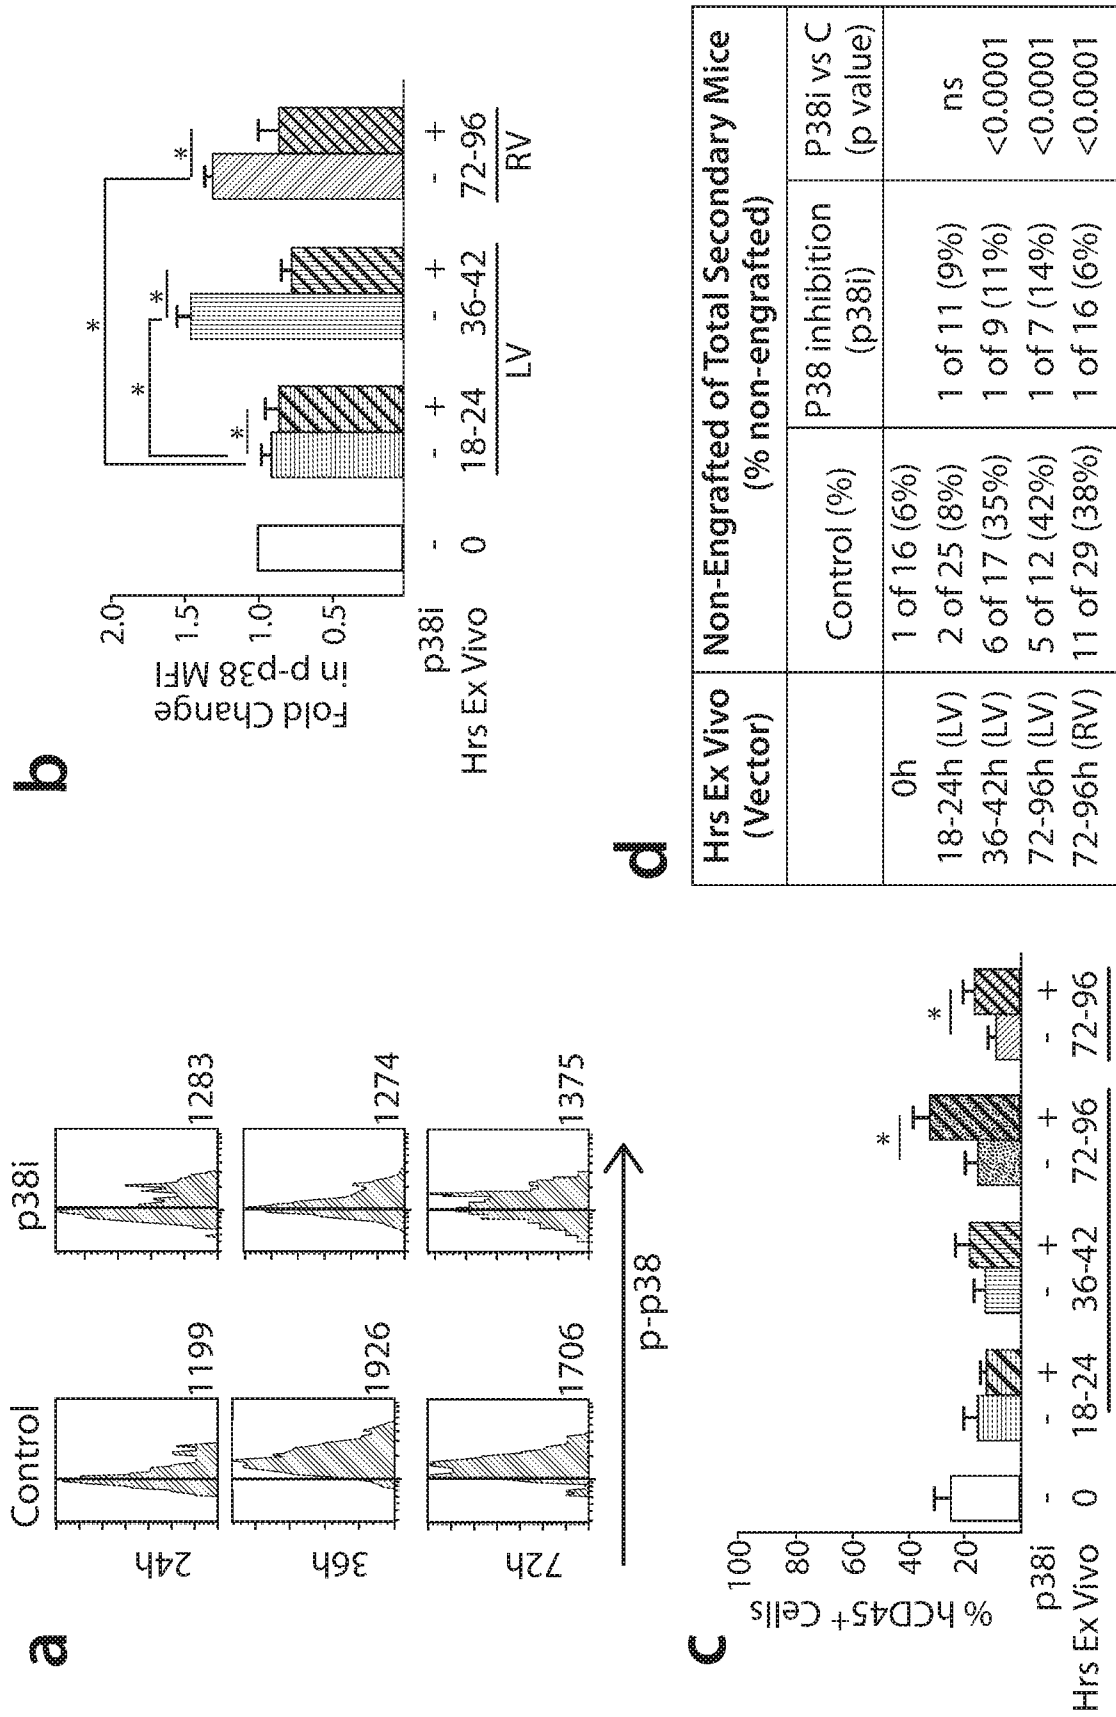 a
Control
p38i
24h
1199
1283
36h
1926
1274
72h
1706
1375
p-p38
b
Fold Change
in p-p38 MFI
2.0
1.5
1.0
0.5
* * * * *
p38i - - + - + - +
Hrs Ex Vivo 0 18-24 36-42 72-96
LV RV
c
% hCD45+ Cells
100
80
60
40
20
* *
p38i - - + - + - + - +
Hrs Ex Vivo 0 18-24 36-42 72-96 72-96
d
Hrs Ex Vivo
(Vector)
Non-Engrafted of Total Secondary Mice
(% non-engrafted)
Control (%)
P38 inhibition
(p38i)
P38i vs C
(p value)
0h 1 of 16 (6%)
18-24h (LV) 2 of 25 (8%) 1 of 11 (9%) ns
36-42h (LV) 6 of 17 (35%) 1 of 9 (11%) <0.0001
72-96h (LV) 5 of 12 (42%) 1 of 7 (14%) <0.0001
72-96h (RV) 11 of 29 (38%) 1 of 16 (6%) <0.0001